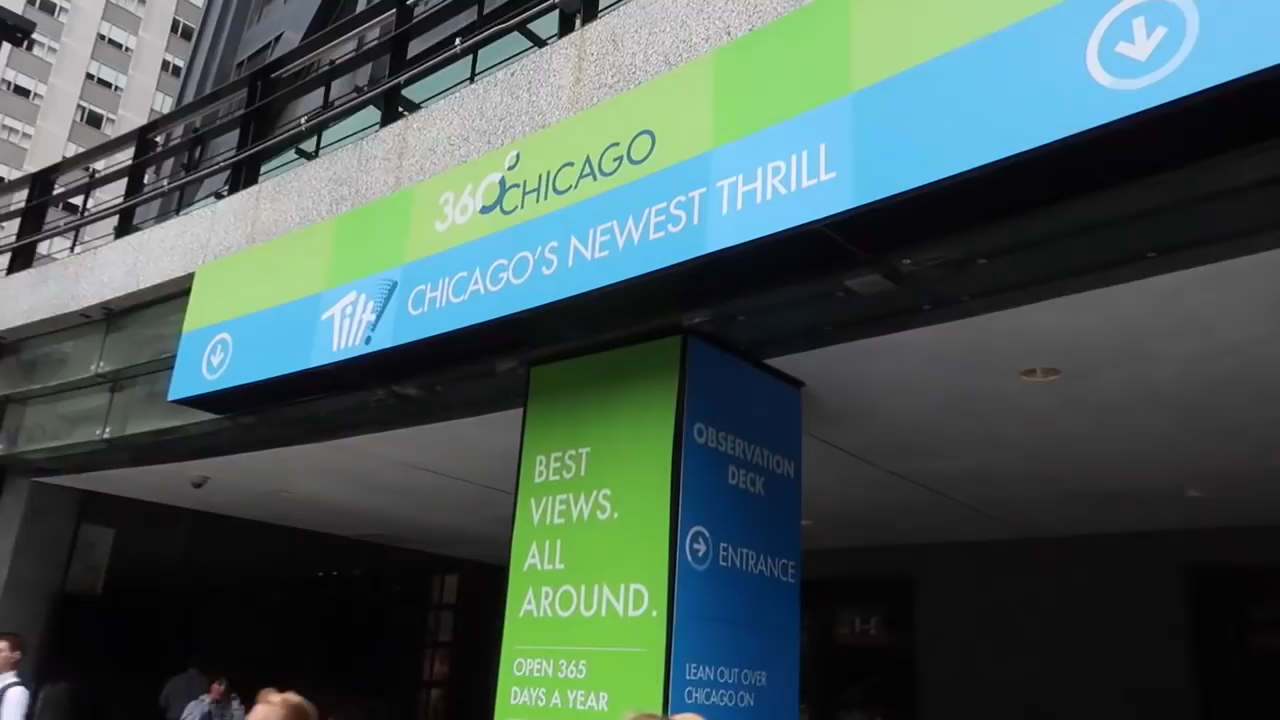 360 CHICAGO
Tilt! CHICAGO'S NEWEST THRILL
BEST
VIEWS.
ALL
AROUND.
OPEN 365
DAYS A YEAR
OBSERVATION
DECK
ENTRANCE
LEAN OUT OVER
CHICAGO ON